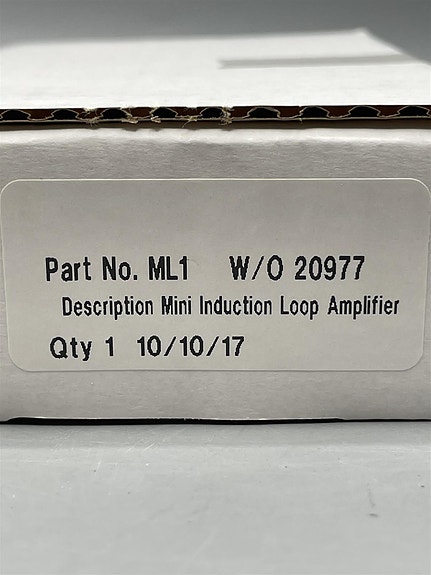 Part No. ML1 W/O 20977
Description Mini Induction Loop Amplifier
Qty 1 10/10/17